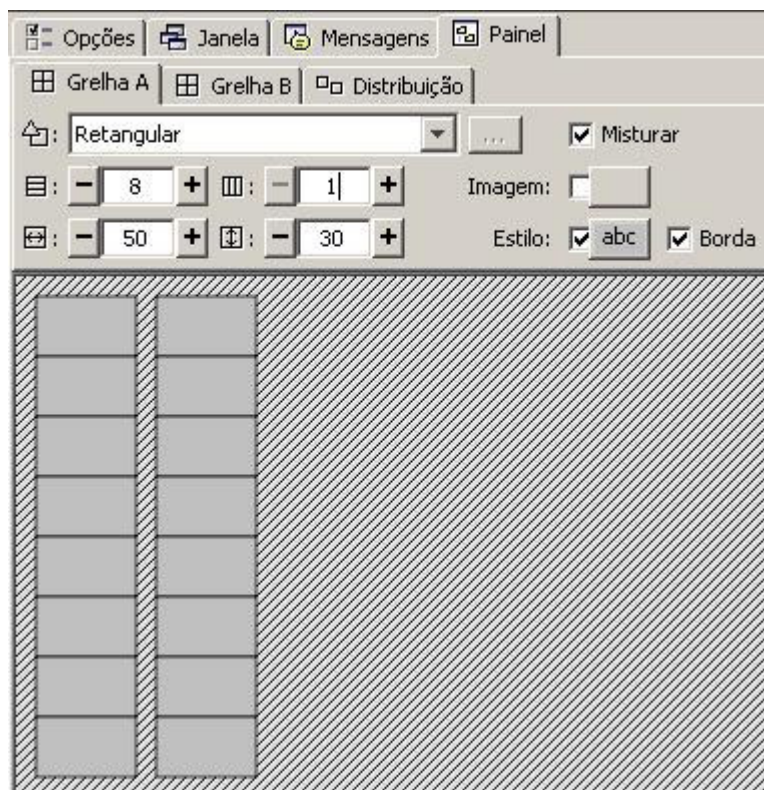 Opções Janela Mensagens Painel
Grelha A Grelha B Distribuição
: Retangular ... Misturar
: − 8 + : − 1 + Imagem:
: − 50 + : − 30 + Estilo: abc Borda